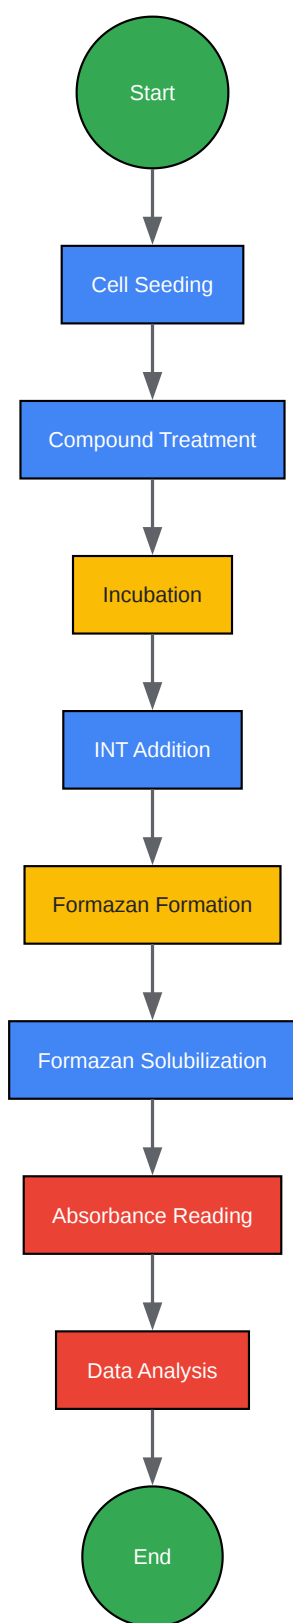 Start
Cell Seeding
Compound Treatment
Incubation
INT Addition
Formazan Formation
Formazan Solubilization
Absorbance Reading
Data Analysis
End